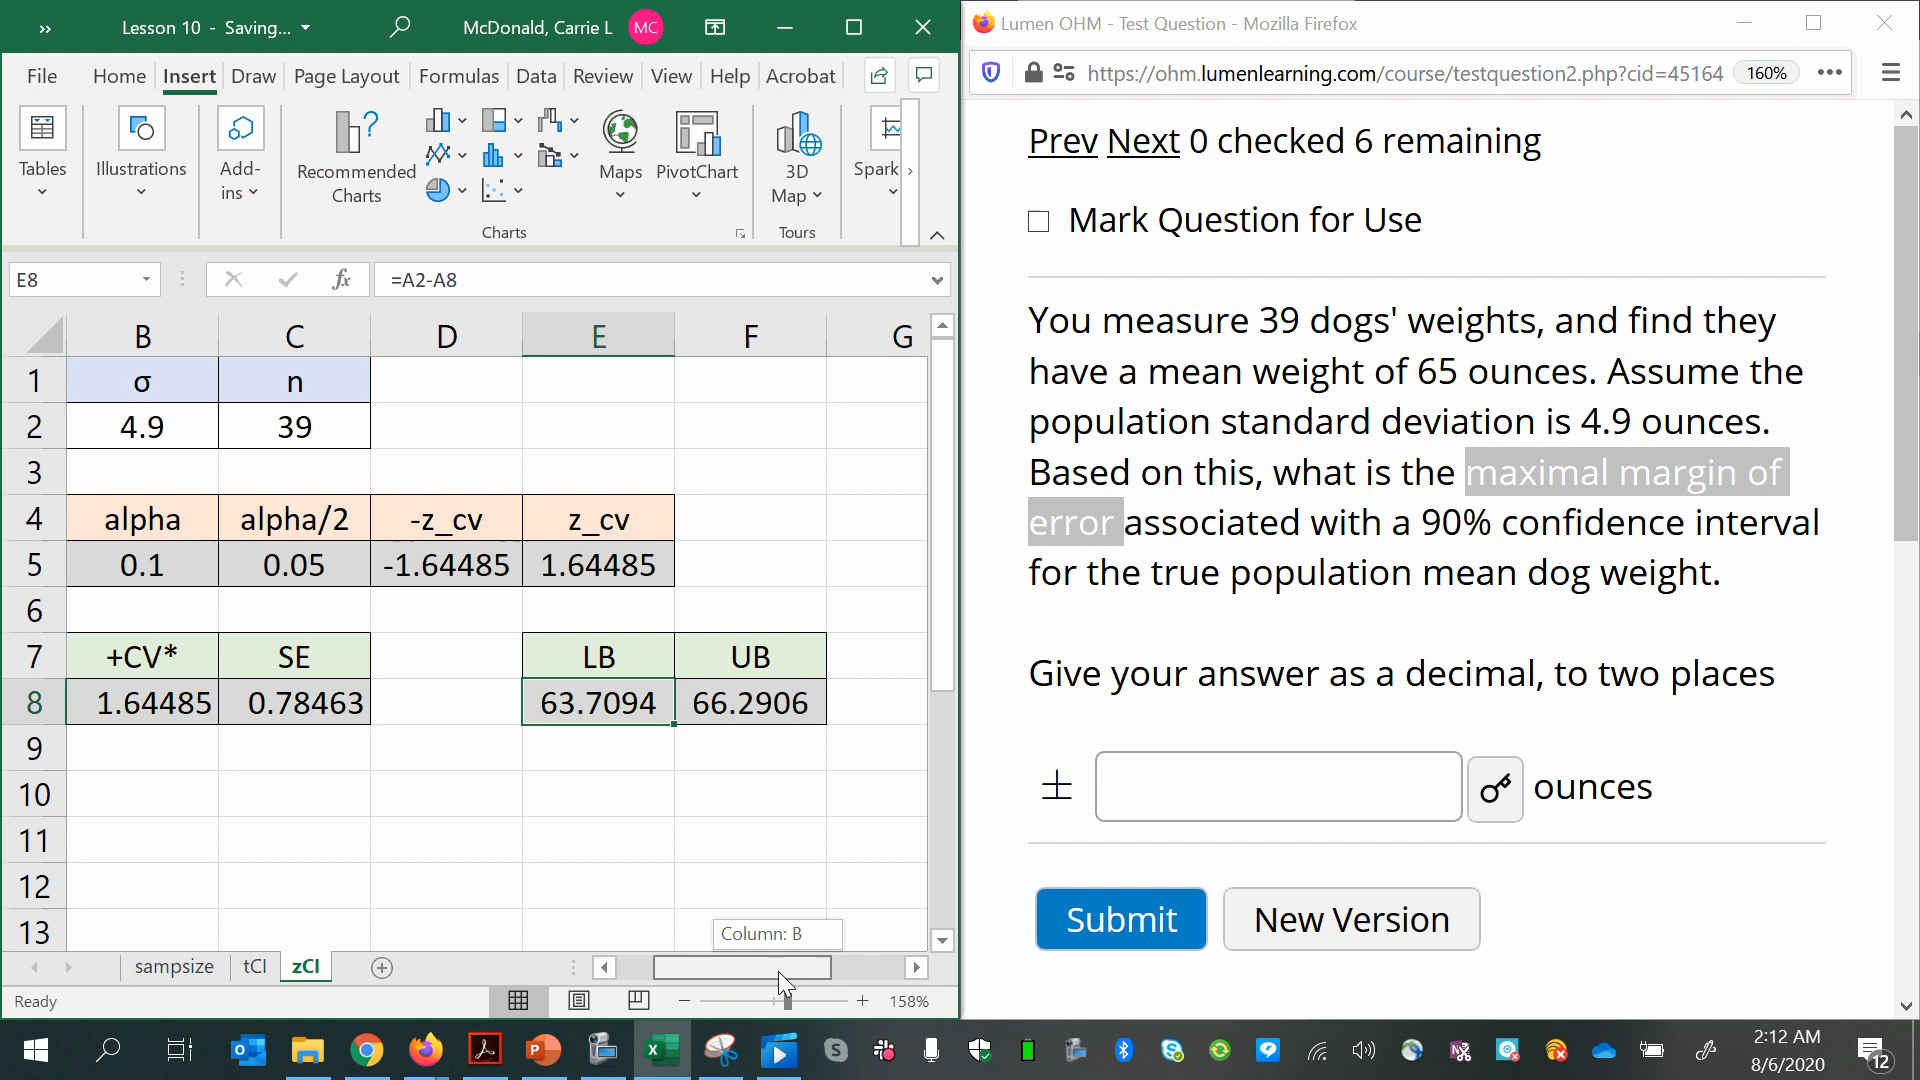 Lesson 10 - Saving...
McDonald, Carrie L
MC
File Home Insert Draw Page Layout Formulas Data Review View Help Acrobat
Tables
Illustrations
Add-
ins
Recommended
Charts
Maps
PivotChart
3D
Map
Spark
Charts
Tours
E8
fx
=A2-A8
B C D E F G
1 σ n
2 4.9 39
3
4 alpha alpha/2 -z_cv z_cv
5 0.1 0.05 -1.64485 1.64485
6
7 +CV* SE LB UB
8 1.64485 0.78463 63.7094 66.2906
9
10
11
12
13
Column: B
sampsize tCI zCI
Ready
158%
Lumen OHM - Test Question - Mozilla Firefox
https://ohm.lumenlearning.com/course/testquestion2.php?cid=45164
160%
Prev Next 0 checked 6 remaining
Mark Question for Use
You measure 39 dogs' weights, and find they
have a mean weight of 65 ounces. Assume the
population standard deviation is 4.9 ounces.
Based on this, what is the maximal margin of
error associated with a 90% confidence interval
for the true population mean dog weight.
Give your answer as a decimal, to two places
± ounces
Submit New Version
2:12 AM
8/6/2020
12